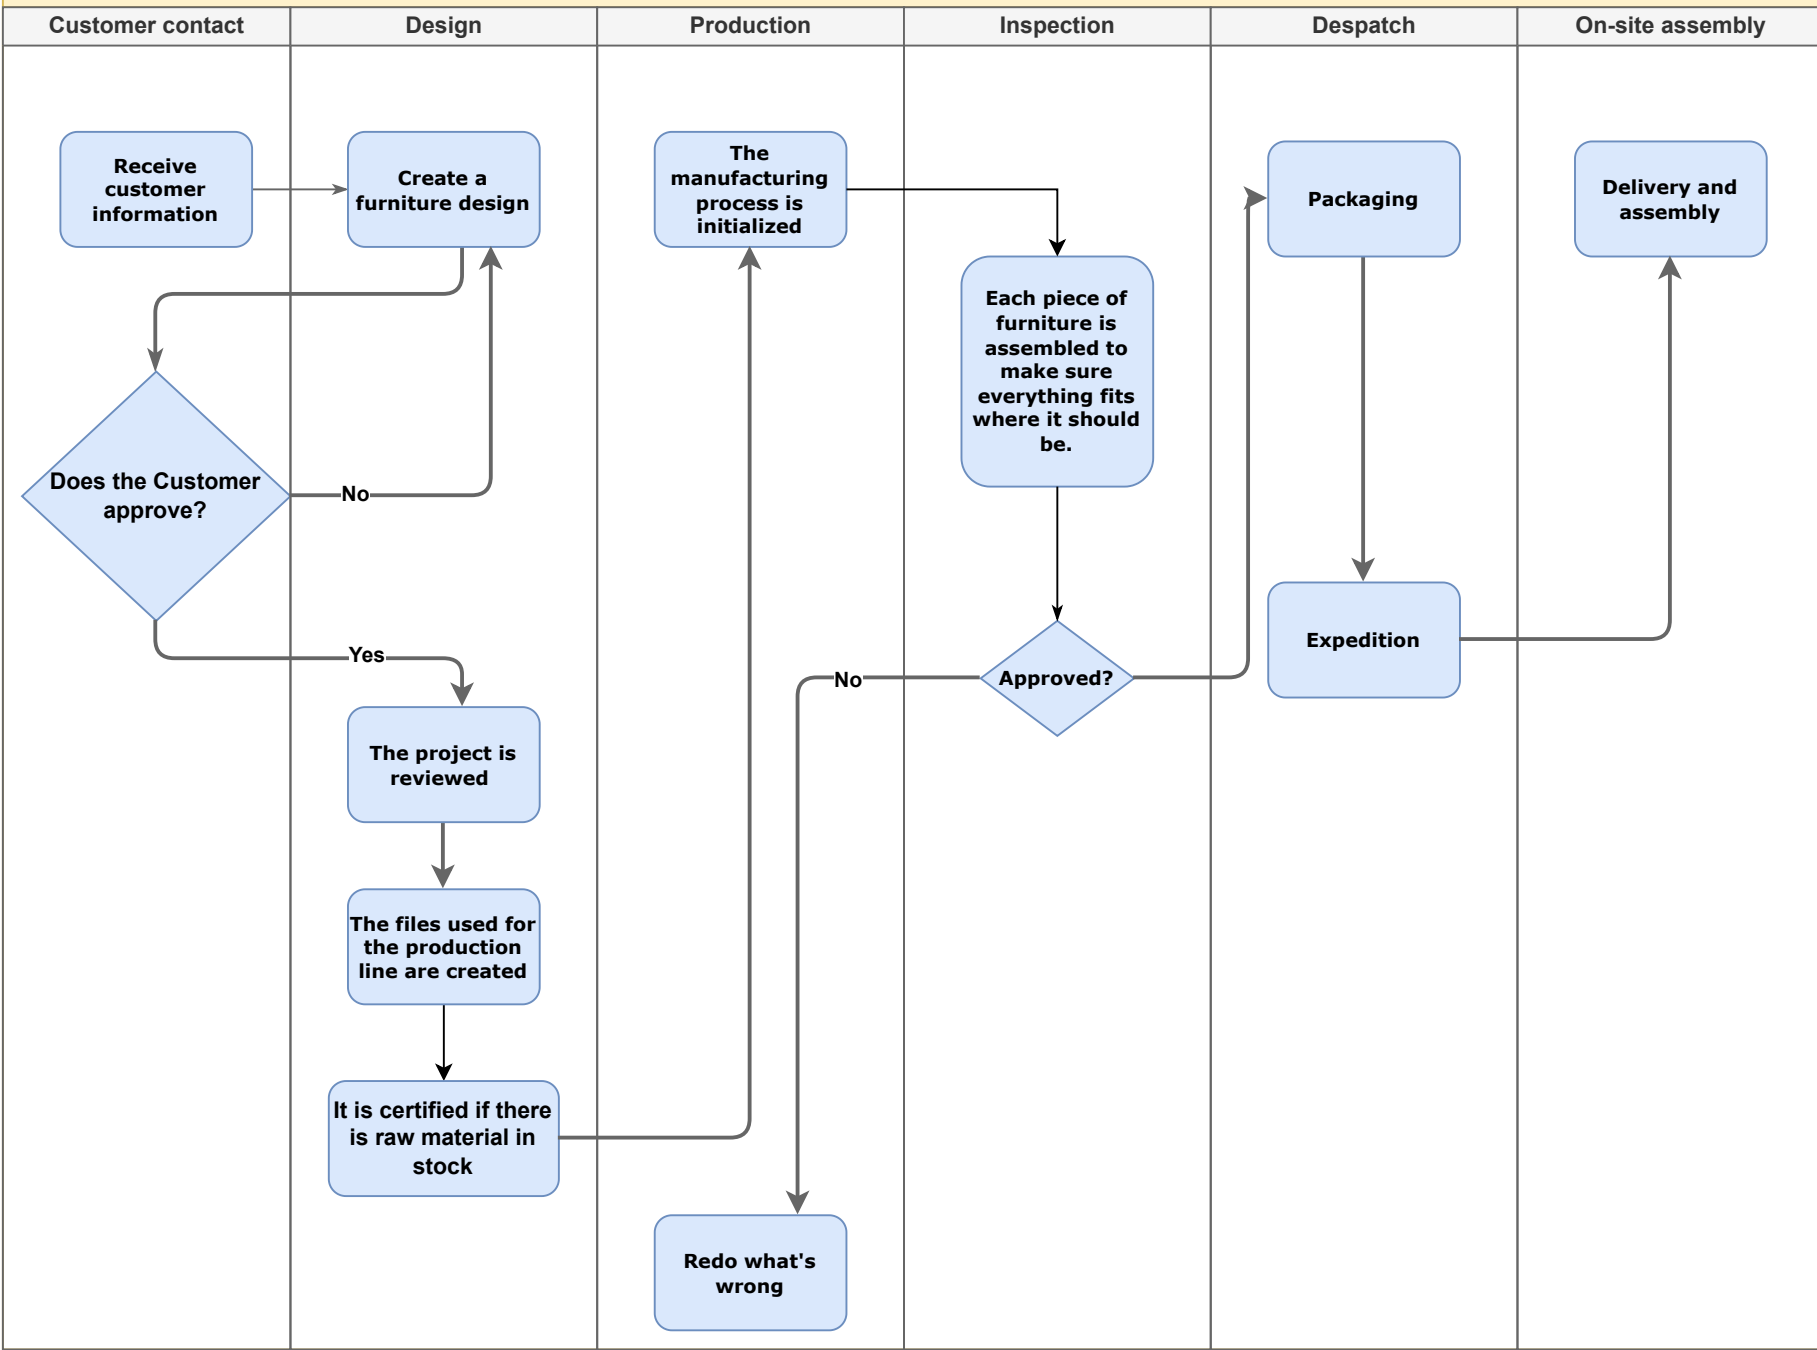 Customer contact
Design
Production
Inspection
Despatch
On-site assembly
Receive
customer
information
Create a
furniture design
Does the Customer
approve?
No
Yes
The project is
reviewed
The files used for
the production
line are created
It is certified if there
is raw material in
stock
The
manufacturing
process is
initialized
Each piece of
furniture is
assembled to
make sure
everything fits
where it should
be.
Approved?
No
Redo what's
wrong
Packaging
Expedition
Delivery and
assembly